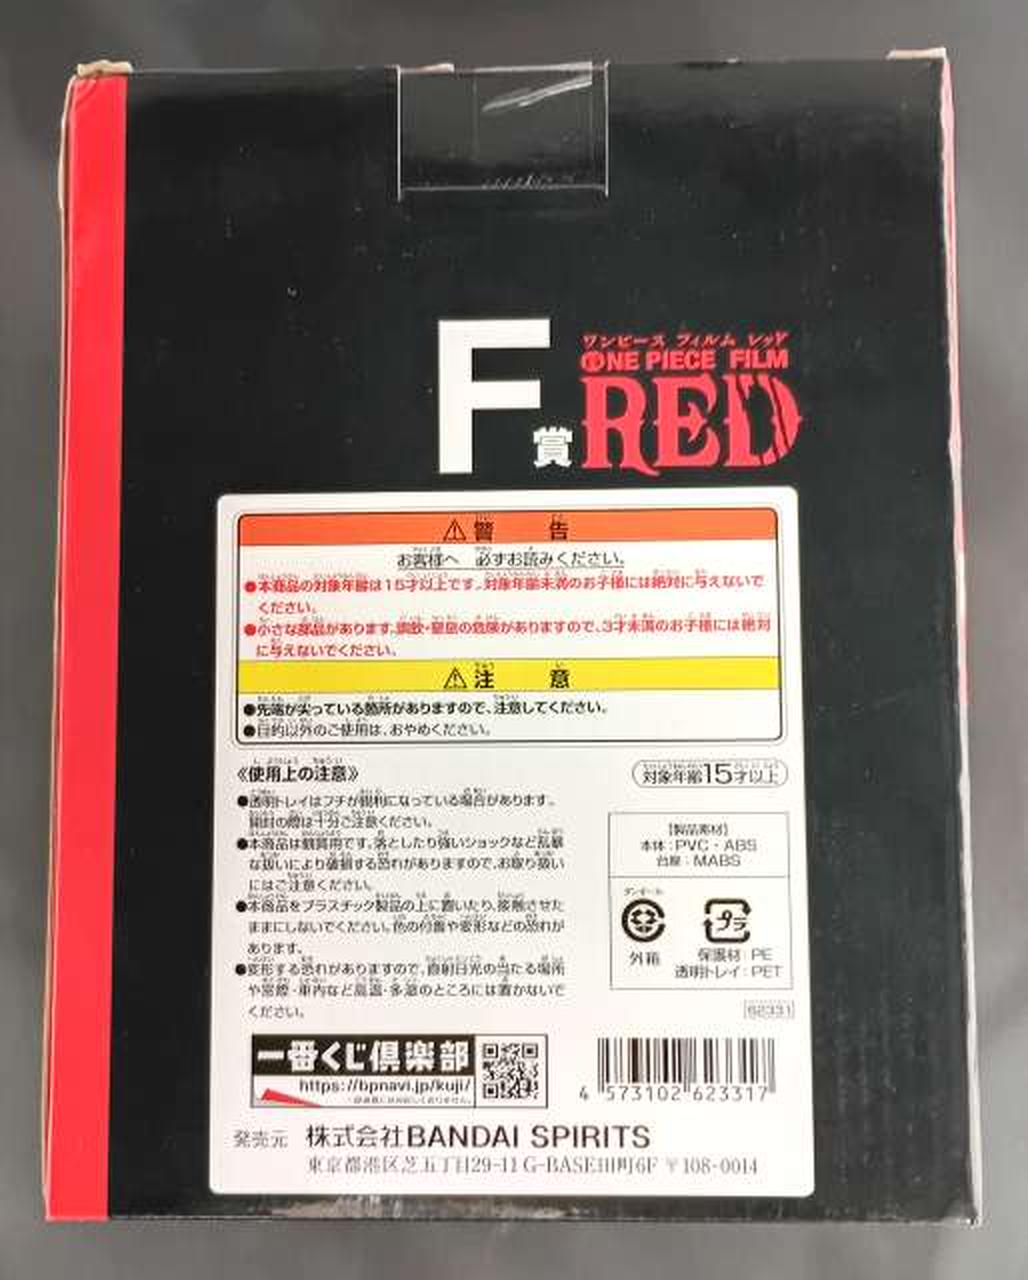 F賞
ワンピース フィルム レッド
ONE PIECE FILM
RED
⚠警告
お客様へ 必ずお読みください。
●本商品の対象年齢は15才以上です。対象年齢未満のお子様には絶対に与えないで
ください。
●小さな部品があります。誤飲・窒息の危険がありますので、3才未満のお子様には絶対
に与えないでください。
⚠注意
●先端が尖っている箇所がありますので、注意してください。
●目的以外のご使用は、おやめください。
《使用上の注意》
対象年齢15才以上
●透明トレイはフチが鋭利になっている場合があります。
開封の際は十分ご注意ください。
●本商品は鑑賞用です。落としたり強いショックなど乱暴
な扱いにより破損する恐れがありますので、お取り扱い
にはご注意ください。
●本商品をプラスチック製品の上に置いたり、接触させた
ままにしないでください。色の付着や変形などの恐れが
あります。
●変形する恐れがありますので、直射日光の当たる場所
や窓際・車内など高温・多湿のところには置かないで
ください。
【製品素材】
本体：PVC・ABS
台座：MABS
ダンボール
外箱
プラ
保護材：PE
透明トレイ：PET
62331
一番くじ倶楽部
https://bpnavi.jp/kuji/
4 573102 623317
発売元 株式会社BANDAI SPIRITS
東京都港区芝五丁目29-11 G-BASE田町6F 〒108-0014